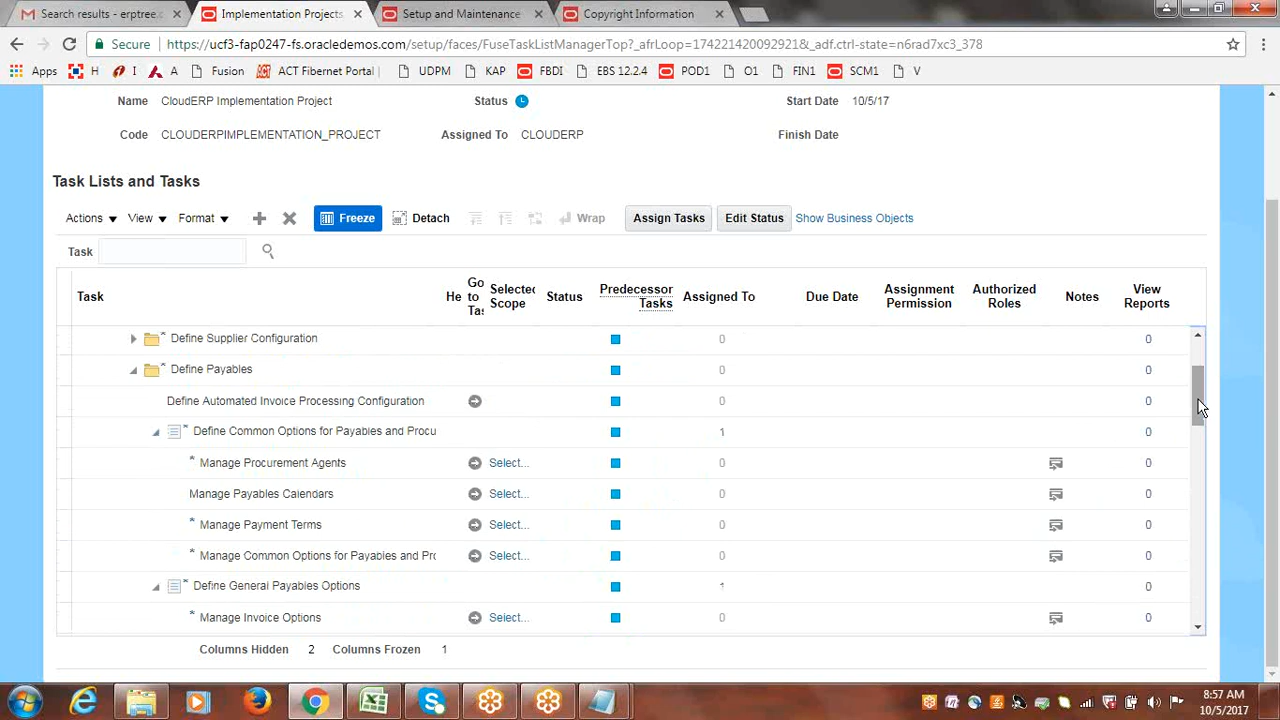 Search results - erptree.c
Implementation Projects
Setup and Maintenance
Copyright Information
Secure https://ucf3-fap0247-fs.oracledemos.com/setup/faces/FuseTaskListManagerTop?_afrLoop=1742214200929218&_adf.ctrl-state=n6rad7xc3_378
Apps H I A Fusion ACT Fibernet Portal UDPM KAP FBDI EBS 12.2.4 POD1 O1 FIN1 SCM1 V
Name CloudERP Implementation Project Status Start Date 10/5/17
Code CLOUDERPIMPLEMENTATION_PROJECT Assigned To CLOUDERP Finish Date
Task Lists and Tasks
Actions View Format Freeze Detach Wrap Assign Tasks Edit Status Show Business Objects
Task
Task He Go to Tas Selected Scope Status Predecessor Tasks Assigned To Due Date Assignment Permission Authorized Roles Notes View Reports
* Define Supplier Configuration 0 0
* Define Payables 0 0
Define Automated Invoice Processing Configuration 0 0
* Define Common Options for Payables and Procu 1 0
* Manage Procurement Agents Select... 0 0
Manage Payables Calendars Select... 0 0
* Manage Payment Terms Select... 0 0
* Manage Common Options for Payables and Pro Select... 0 0
* Define General Payables Options 1 0
* Manage Invoice Options Select... 0 0
Columns Hidden 2 Columns Frozen 1
8:57 AM
10/5/2017